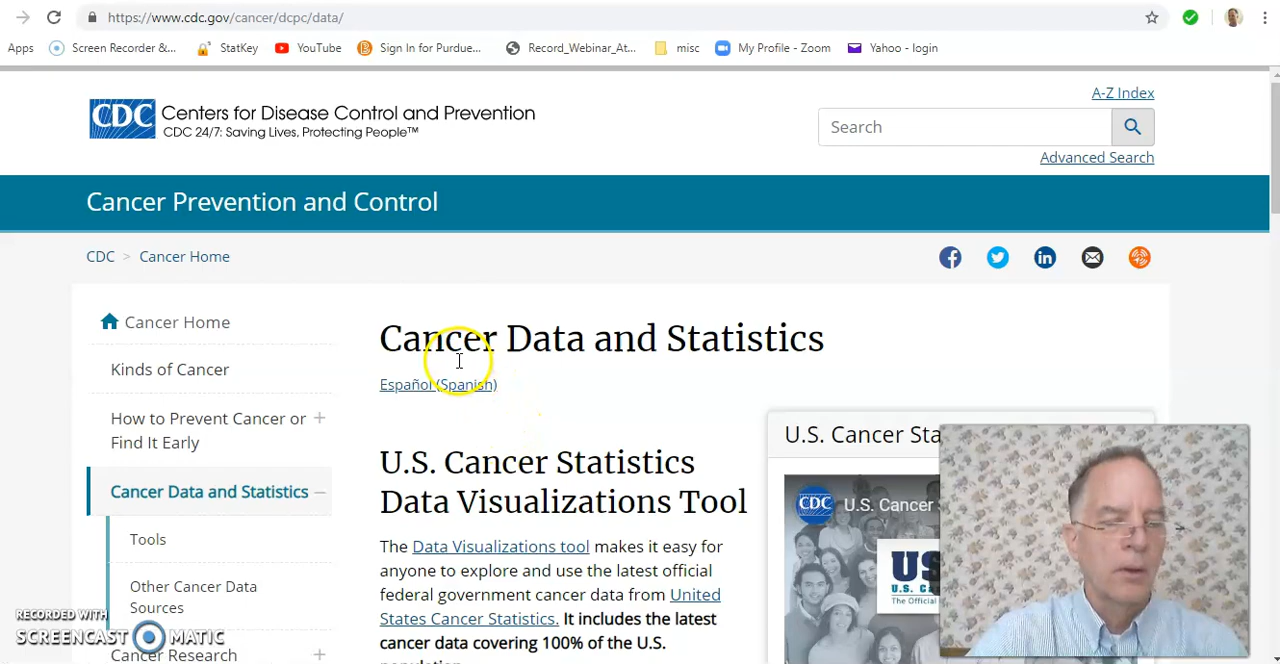 https://www.cdc.gov/cancer/dcpc/data/
Apps Screen Recorder &... StatKey YouTube Sign In for Purdue... Record_Webinar_At... misc My Profile - Zoom Yahoo - login
A-Z Index
CDC Centers for Disease Control and Prevention
CDC 24/7: Saving Lives, Protecting People™
Search
Advanced Search
Cancer Prevention and Control
CDC > Cancer Home
Cancer Home
Kinds of Cancer
How to Prevent Cancer or
Find It Early
Cancer Data and Statistics
Tools
Other Cancer Data
Sources
Cancer Research
Cancer Data and Statistics
Español (Spanish)
U.S. Cancer Statistics
Data Visualizations Tool
The Data Visualizations tool makes it easy for
anyone to explore and use the latest official
federal government cancer data from United
States Cancer Statistics. It includes the latest
cancer data covering 100% of the U.S.
U.S. Cancer Sta
CDC U.S. Cancer
US
U.S. Canc
The Official
RECORDED WITH
SCREENCAST MATIC